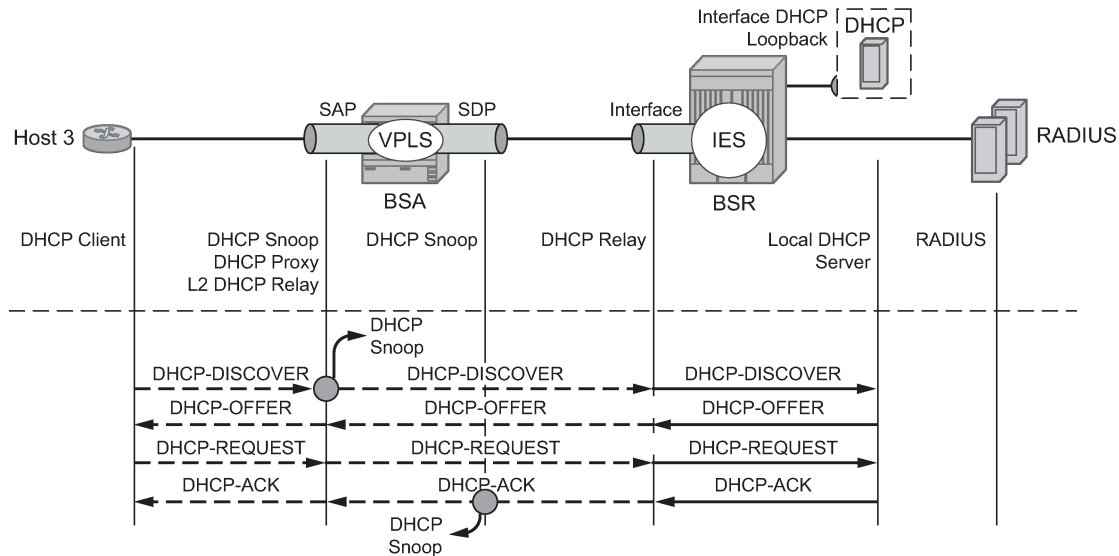 Interface DHCP
Loopback
DHCP
SAP
SDP
Interface
Host 3
VPLS
IES
RADIUS
BSA
BSR
DHCP Client
DHCP Snoop
DHCP Proxy
L2 DHCP Relay
DHCP Snoop
DHCP Relay
Local DHCP
Server
RADIUS
DHCP
Snoop
DHCP-DISCOVER
DHCP-DISCOVER
DHCP-DISCOVER
DHCP-OFFER
DHCP-OFFER
DHCP-OFFER
DHCP-REQUEST
DHCP-REQUEST
DHCP-REQUEST
DHCP-ACK
DHCP-ACK
DHCP-ACK
DHCP
Snoop